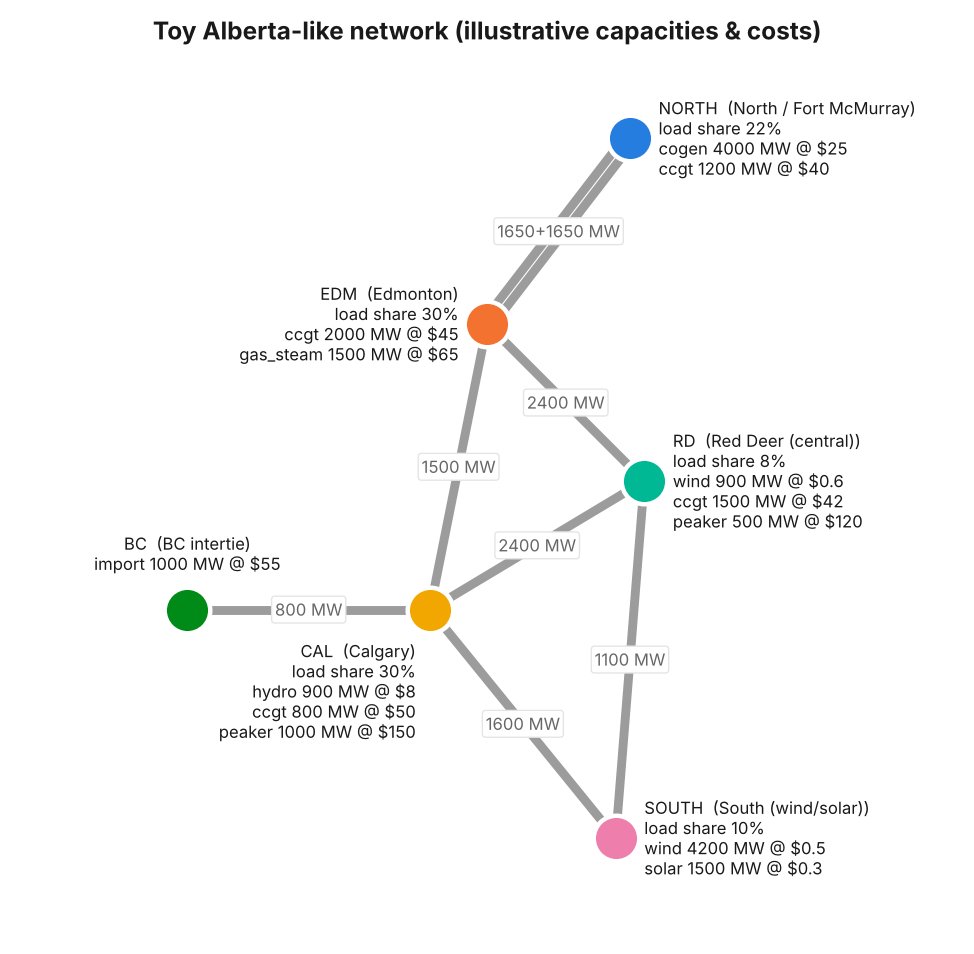 Toy Alberta-like network (illustrative capacities & costs)
NORTH  (North / Fort McMurray)
load share 22%
cogen 4000 MW @ $25
ccgt 1200 MW @ $40
1650+1650 MW
EDM  (Edmonton)
load share 30%
ccgt 2000 MW @ $45
gas_steam 1500 MW @ $65
2400 MW
RD  (Red Deer (central))
load share 8%
wind 900 MW @ $0.6
ccgt 1500 MW @ $42
peaker 500 MW @ $120
1500 MW
BC  (BC intertie)
import 1000 MW @ $55
2400 MW
800 MW
CAL  (Calgary)
load share 30%
hydro 900 MW @ $8
ccgt 800 MW @ $50
peaker 1000 MW @ $150
1100 MW
1600 MW
SOUTH  (South (wind/solar))
load share 10%
wind 4200 MW @ $0.5
solar 1500 MW @ $0.3